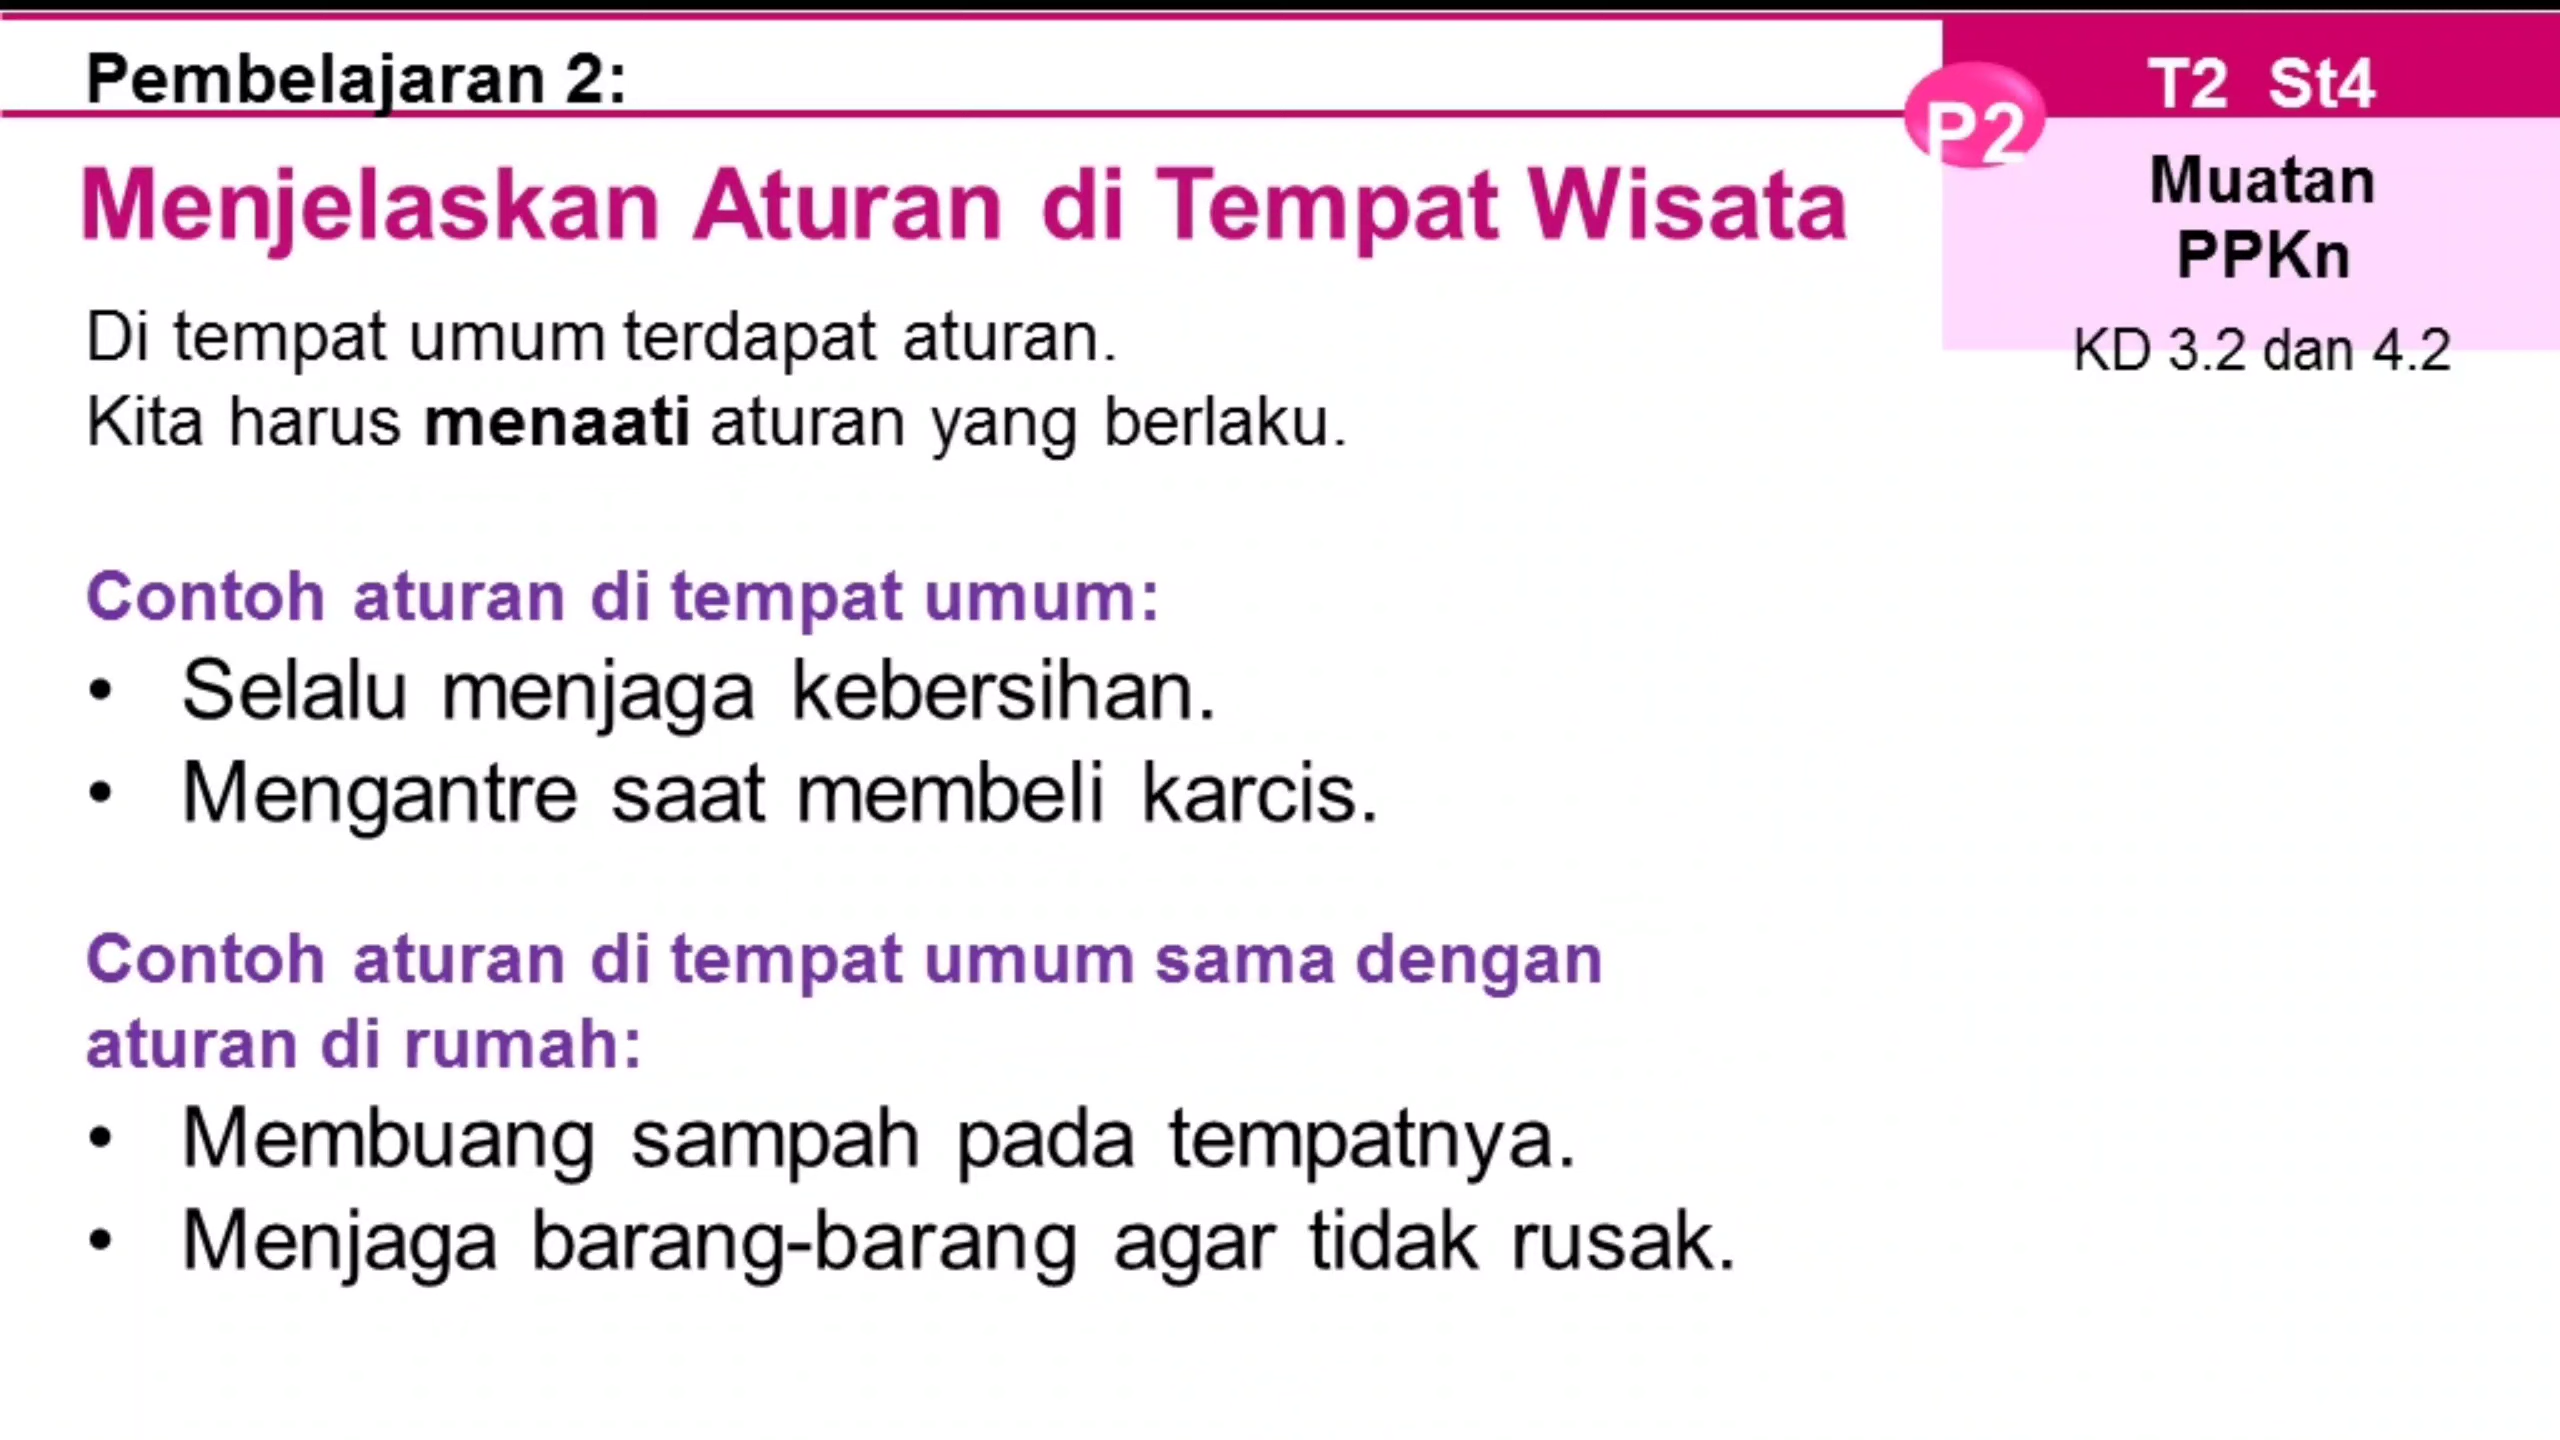 Pembelajaran 2:
T2 St4
P2
Muatan
PPKn
KD 3.2 dan 4.2
Menjelaskan Aturan di Tempat Wisata
Di tempat umum terdapat aturan.
Kita harus menaati aturan yang berlaku.
Contoh aturan di tempat umum:
• Selalu menjaga kebersihan.
• Mengantre saat membeli karcis.
Contoh aturan di tempat umum sama dengan
aturan di rumah:
• Membuang sampah pada tempatnya.
• Menjaga barang-barang agar tidak rusak.